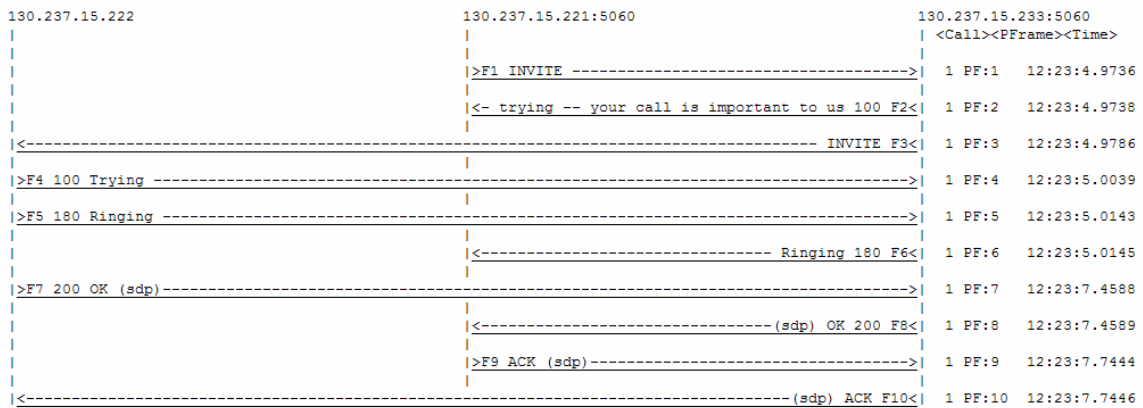 130.237.15.222 130.237.15.221:5060 130.237.15.233:5060
<Call><PFrame><Time>
>F1 INVITE -------------------------------------> 1 PF:1 12:23:4.9736
<- trying -- your call is important to us 100 F2< 1 PF:2 12:23:4.9738
<--------------------------------------------------------------------------------------- INVITE F3< 1 PF:3 12:23:4.9786
>F4 100 Trying -----------------------------------------------------------------------------------> 1 PF:4 12:23:5.0039
>F5 180 Ringing ----------------------------------------------------------------------------------> 1 PF:5 12:23:5.0143
<-------------------------------- Ringing 180 F6< 1 PF:6 12:23:5.0145
>F7 200 OK (sdp)----------------------------------------------------------------------------------> 1 PF:7 12:23:7.4588
<--------------------------------(sdp) OK 200 F8< 1 PF:8 12:23:7.4589
>F9 ACK (sdp)-----------------------------------> 1 PF:9 12:23:7.7444
<------------------------------------------------------------------------------------(sdp) ACK F10< 1 PF:10 12:23:7.7446